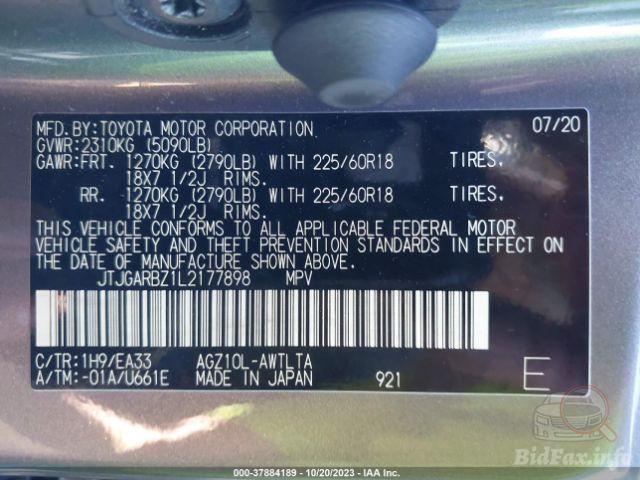 MFD.BY:TOYOTA MOTOR CORPORATION 07/20
GVWR:2310KG (5090LB)
GAWR:FRT. 1270KG (2790LB) WITH 225/60R18 TIRES.
18X7 1/2J RIMS.
RR. 1270KG (2790LB) WITH 225/60R18 TIRES.
18X7 1/2J RIMS.
THIS VEHICLE CONFORMS TO ALL APPLICABLE FEDERAL MOTOR
VEHICLE SAFETY AND THEFT PREVENTION STANDARDS IN EFFECT ON
THE DATE OF MANUFACTURE SHOWN ABOVE.
JTJGARBZ1L2177898 MPV
C/TR:1H9/EA33 AGZ10L-AWTLTA
A/TM:-01A/U661E MADE IN JAPAN 921 E
BidFax.info
000-37884189 - 10/20/2023 - IAA Inc.